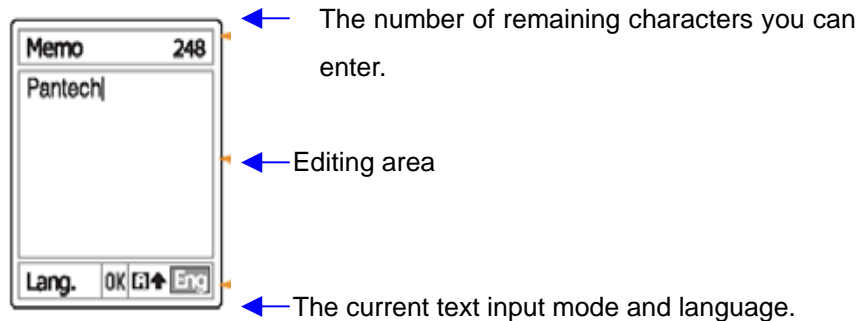 The number of remaining characters you can
enter.
Memo 248
Pantech
Editing area
Lang. OK Eng
The current text input mode and language.